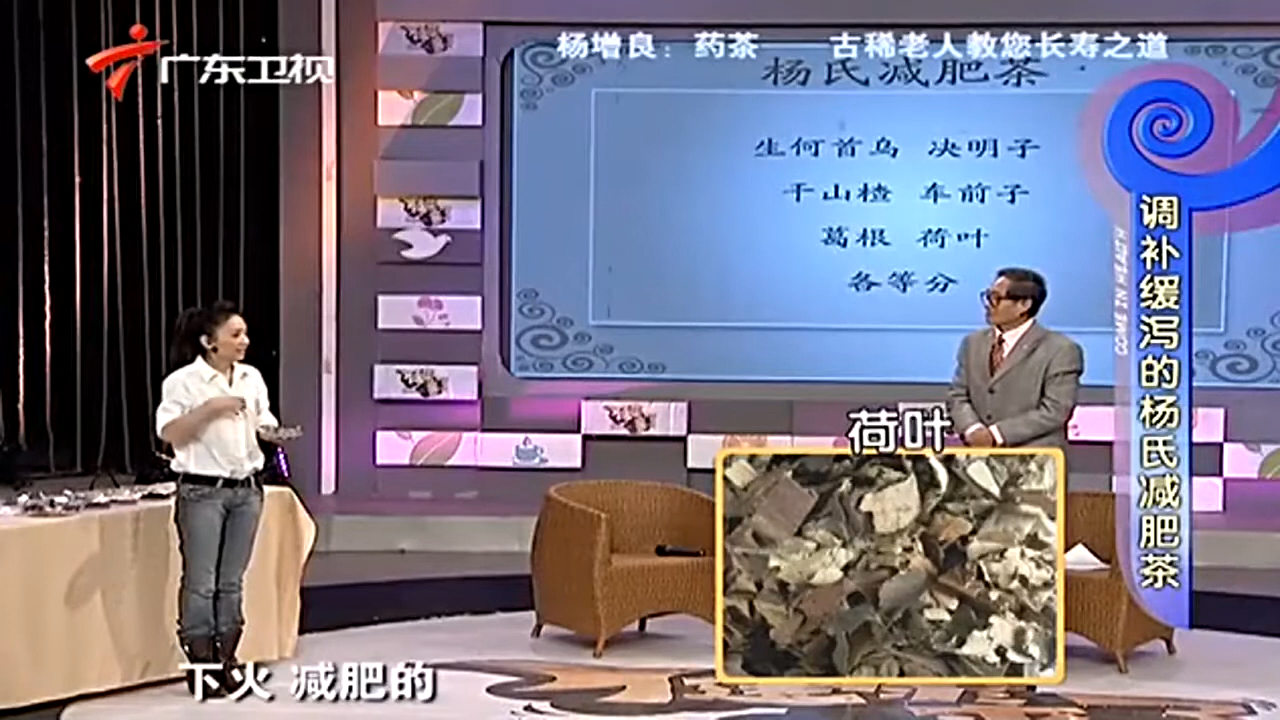 广东卫视
杨增良：药茶 古稀老人教您长寿之道
杨氏减肥茶
生何首乌 决明子
干山楂 车前子
葛根 荷叶
各等分
COME IN HEALTH
调补缓泻的杨氏减肥茶
荷叶
下火 减肥的